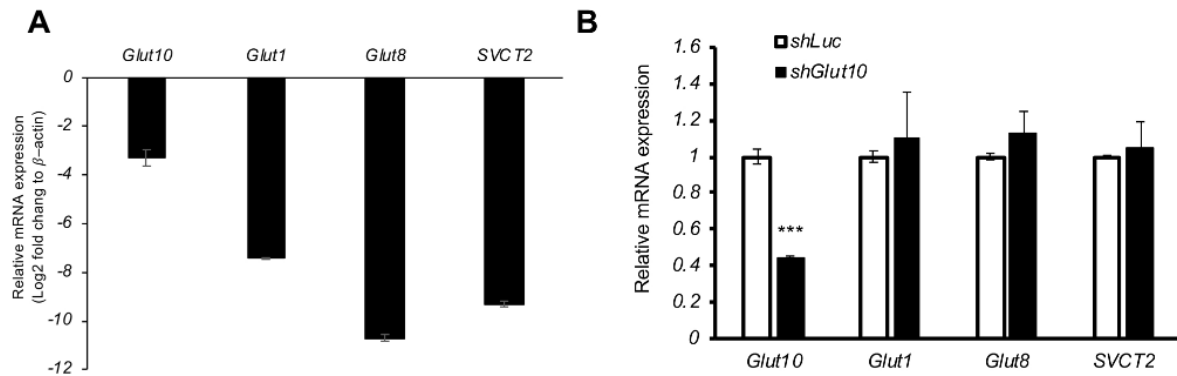 A
Glut10 Glut1 Glut8 SVCT2
0
-2
-4
-6
-8
-10
-12
Relative mRNA expression
(Log2 fold chang to β–actin)
B
shLuc
shGlut10
1.6
1.4
1.2
1
0.8
0.6
0.4
0.2
0
Relative mRNA expression
***
Glut10 Glut1 Glut8 SVCT2